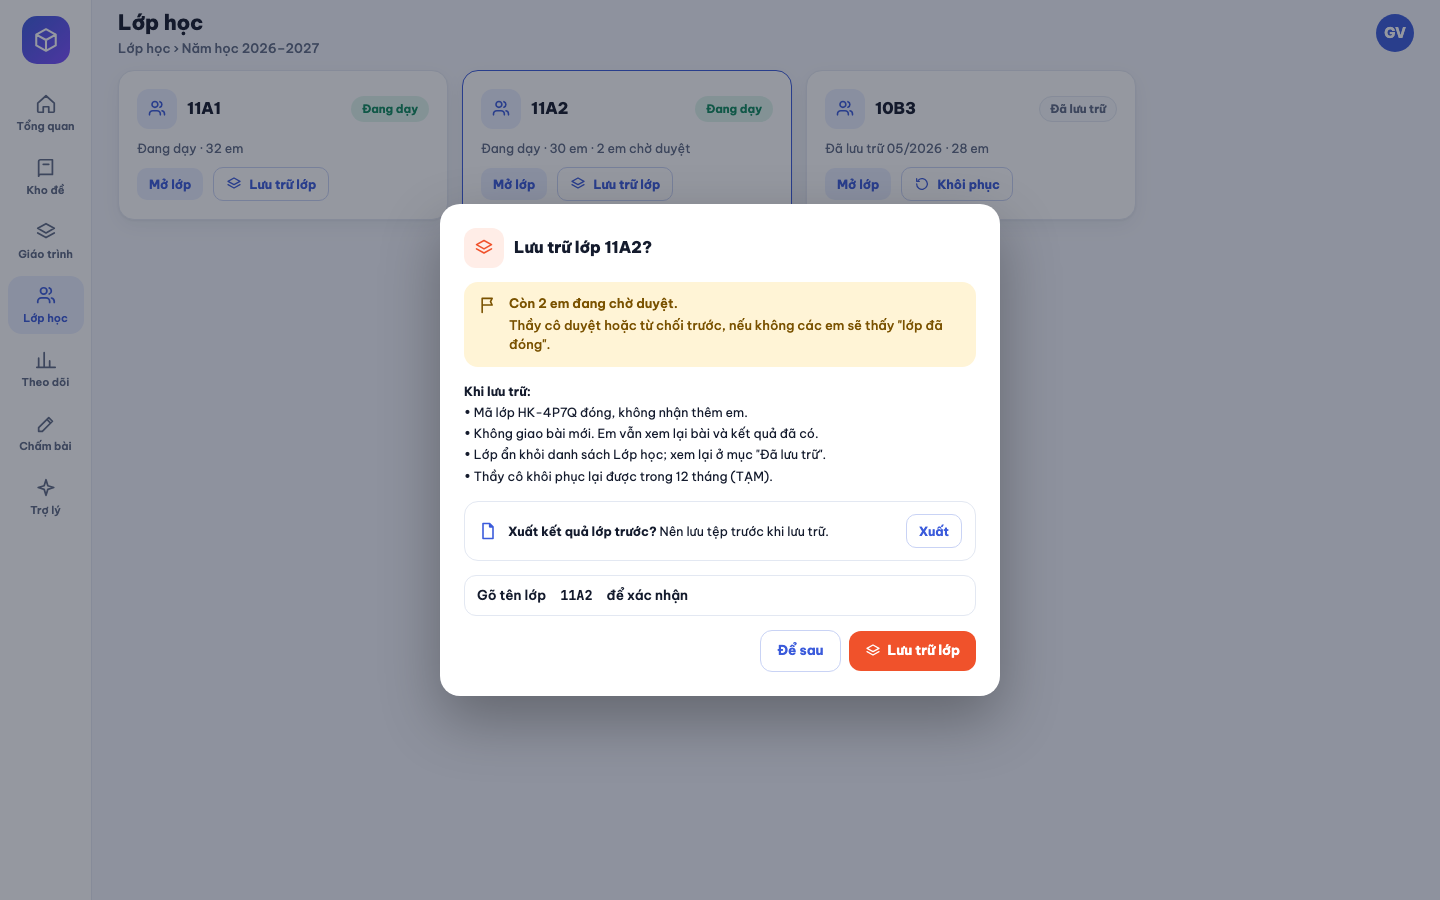 Lớp học
Lớp học › Năm học 2026–2027
GV
Tổng quan
Kho đề
Giáo trình
Lớp học
Theo dõi
Chấm bài
Trợ lý
11A1
Đang dạy
Đang dạy · 32 em
Mở lớp
Lưu trữ lớp
11A2
Đang dạy
Đang dạy · 30 em · 2 em chờ duyệt
Mở lớp
Lưu trữ lớp
10B3
Đã lưu trữ
Đã lưu trữ 05/2026 · 28 em
Mở lớp
Khôi phục
Lưu trữ lớp 11A2?
Còn 2 em đang chờ duyệt.
Thầy cô duyệt hoặc từ chối trước, nếu không các em sẽ thấy "lớp đã
đóng".
Khi lưu trữ:
• Mã lớp HK-4P7Q đóng, không nhận thêm em.
• Không giao bài mới. Em vẫn xem lại bài và kết quả đã có.
• Lớp ẩn khỏi danh sách Lớp học; xem lại ở mục "Đã lưu trữ".
• Thầy cô khôi phục lại được trong 12 tháng (TẠM).
Xuất kết quả lớp trước? Nên lưu tệp trước khi lưu trữ.
Xuất
Gõ tên lớp 11A2 để xác nhận
Để sau
Lưu trữ lớp